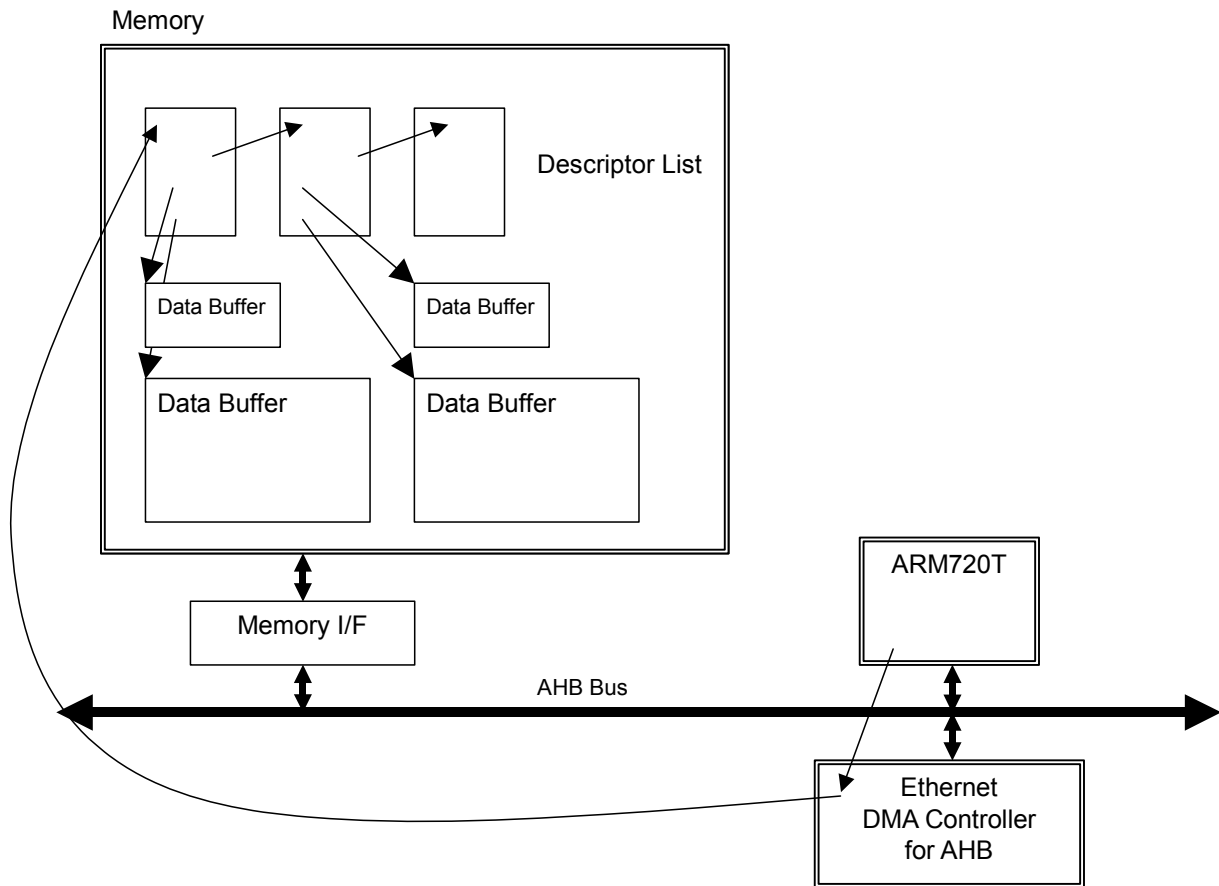 Memory
Descriptor List
Data Buffer
Data Buffer
Data Buffer
Data Buffer
ARM720T
Memory I/F
AHB Bus
Ethernet
DMA Controller
for AHB